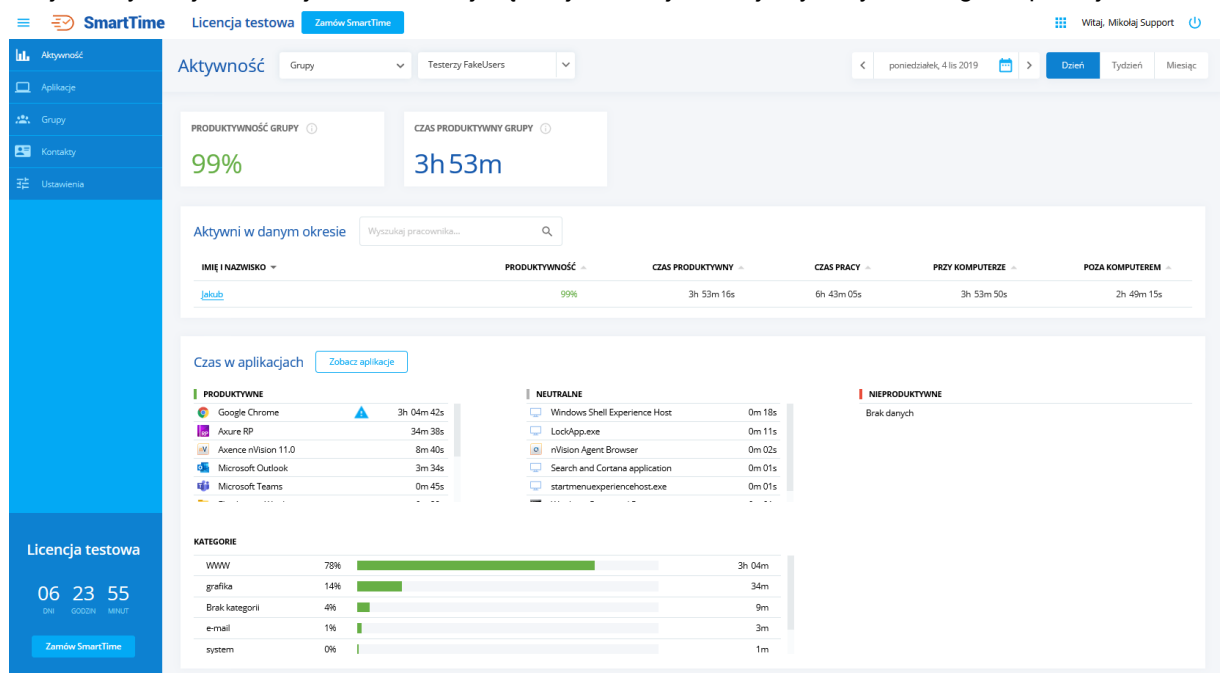 SmartTime
Licencja testowa
Zamów SmartTime
Witaj, Mikołaj Support
Aktywność
Aplikacje
Grupy
Kontakty
Ustawienia
Aktywność
Grupy
Testerzy FakeUsers
poniedziałek, 4 lis 2019
Dzień Tydzień Miesiąc
PRODUKTYWNOŚĆ GRUPY
99%
CZAS PRODUKTYWNY GRUPY
3h 53m
Aktywni w danym okresie
Wyszukaj pracownika...
IMIĘ I NAZWISKO PRODUKTYWNOŚĆ CZAS PRODUKTYWNY CZAS PRACY PRZY KOMPUTERZE POZA KOMPUTEREM
Jakub 99% 3h 53m 16s 6h 43m 05s 3h 53m 50s 2h 49m 15s
Czas w aplikacjach
Zobacz aplikacje
PRODUKTYWNE
Google Chrome 3h 04m 42s
Axure RP 34m 38s
Axence nVision 11.0 8m 40s
Microsoft Outlook 3m 34s
Microsoft Teams 0m 45s
NEUTRALNE
Windows Shell Experience Host 0m 18s
LockApp.exe 0m 11s
nVision Agent Browser 0m 02s
Search and Cortana application 0m 01s
startmenuexperiencehost.exe 0m 01s
NIEPRODUKTYWNE
Brak danych
KATEGORIE
WWW 78% 3h 04m
grafika 14% 34m
Brak kategorii 4% 9m
e-mail 1% 3m
system 0% 1m
Licencja testowa
06 23 55
DNI GODZIN MINUT
Zamów SmartTime